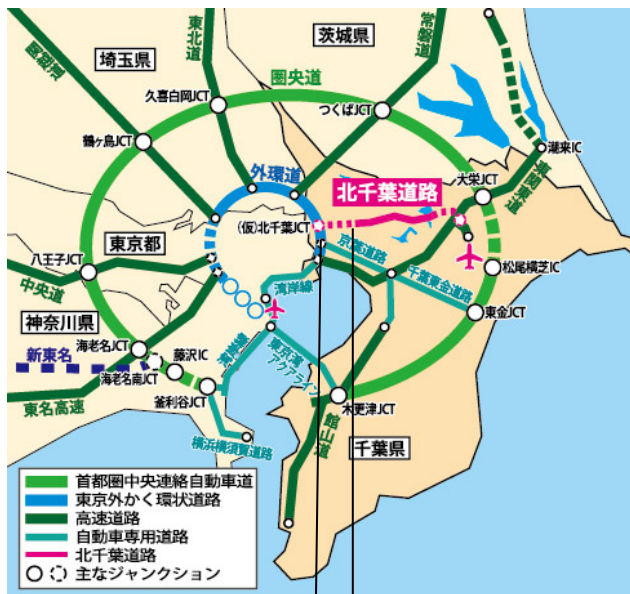 茨城県
埼玉県
東北道
常磐道
関越道
圏央道
久喜白岡JCT
つくばJCT
鶴ヶ島JCT
潮来IC
外環道
大栄JCT
東関東道
北千葉道路
(仮)北千葉JCT
東京都
京葉道路
八王子JCT
松尾横芝IC
千葉東金道路
中央道
湾岸線
東金JCT
神奈川県
海老名JCT
新東名
藤沢IC
海老名南JCT
湾岸線
東京湾
アクアライン
東名高速
釜利谷JCT
木更津JCT
館山道
千葉県
横浜横須賀道路
首都圏中央連絡自動車道
東京外かく環状道路
高速道路
自動車専用道路
北千葉道路
主なジャンクション